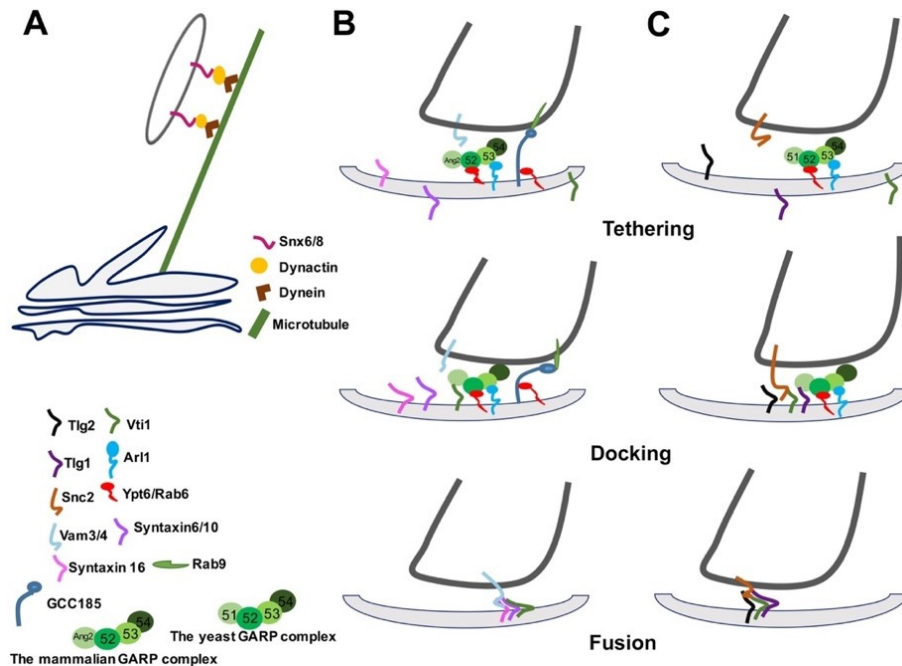 A
B
C
Snx6/8
Dynactin
Dynein
Microtubule
Ang2 52 53 54
51 52 53 54
Tethering
Docking
Fusion
Tlg2
Vti1
Tlg1
Arl1
Snc2
Ypt6/Rab6
Vam3/4
Syntaxin6/10
Syntaxin 16
Rab9
GCC185
Ang2 52 53 54
The mammalian GARP complex
51 52 53 54
The yeast GARP complex